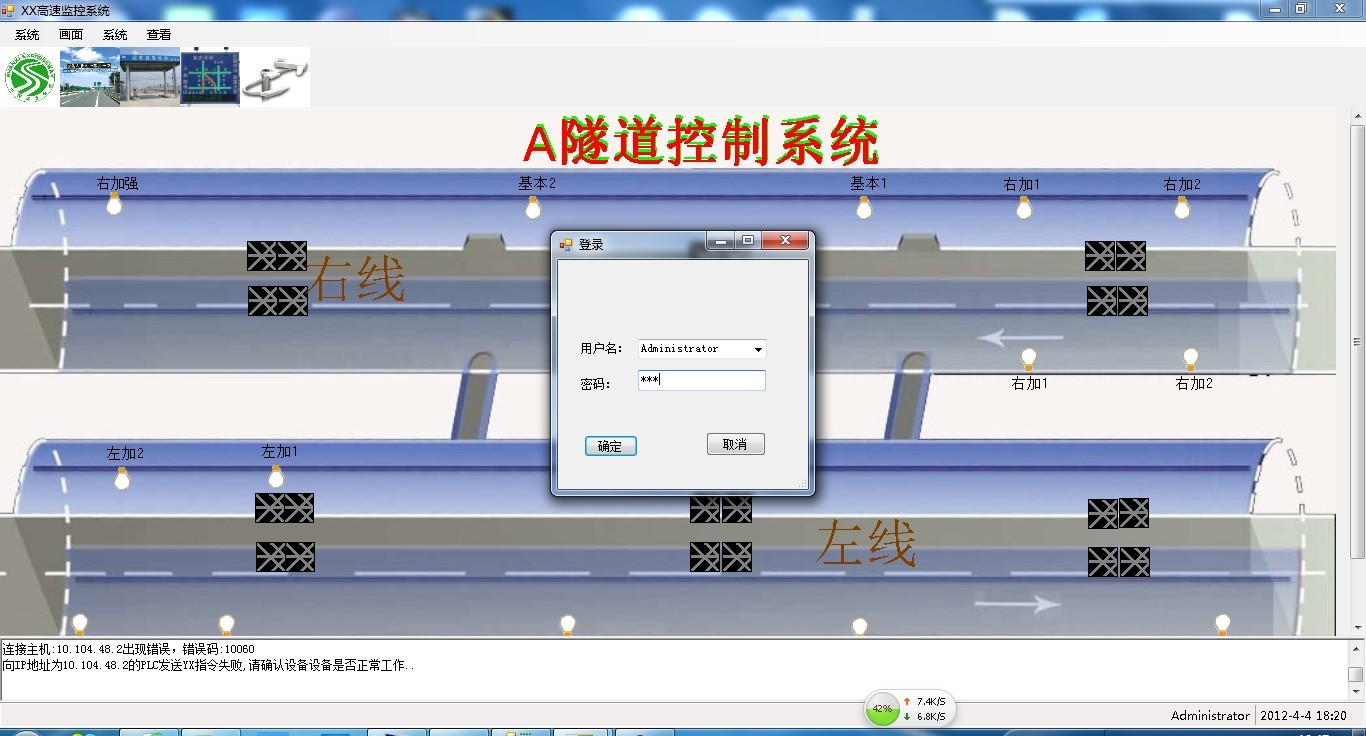 XX高速监控系统
系统 画面 系统 查看
A隧道控制系统
右加强 基本2 基本1 右加1 右加2
右线
登录
用户名: Administrator
密码: ***
确定 取消
右加1 右加2
左加2 左加1
左线
连接主机:10.104.48.2出现错误，错误码:10060
向IP地址为10.104.48.2的PLC发送YX指令失败,请确认设备设备是否正常工作..
42% 7.4K/S
6.8K/S
Administrator 2012-4-4 18:20